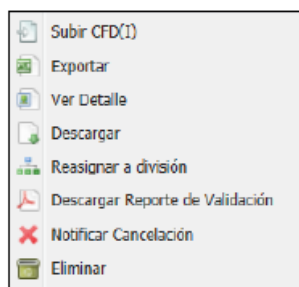 Subir CFD(I)
Exportar
Ver Detalle
Descargar
Reasignar a división
Descargar Reporte de Validación
Notificar Cancelación
Eliminar